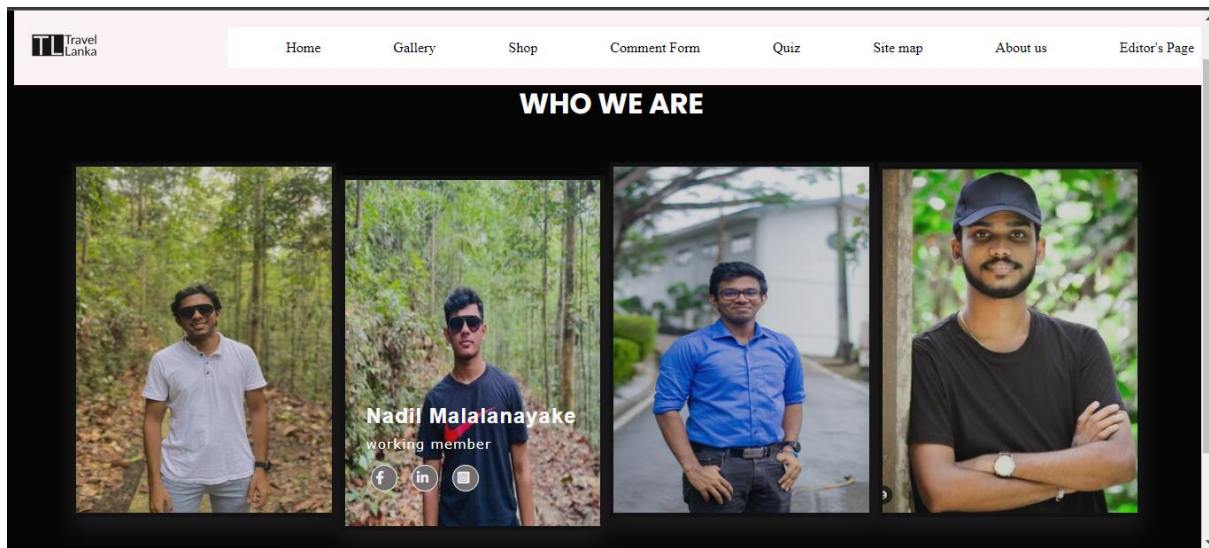 TL Travel
Lanka
Home Gallery Shop Comment Form Quiz Site map About us Editor's Page
WHO WE ARE
Nadil Malalanayake
working member
f in